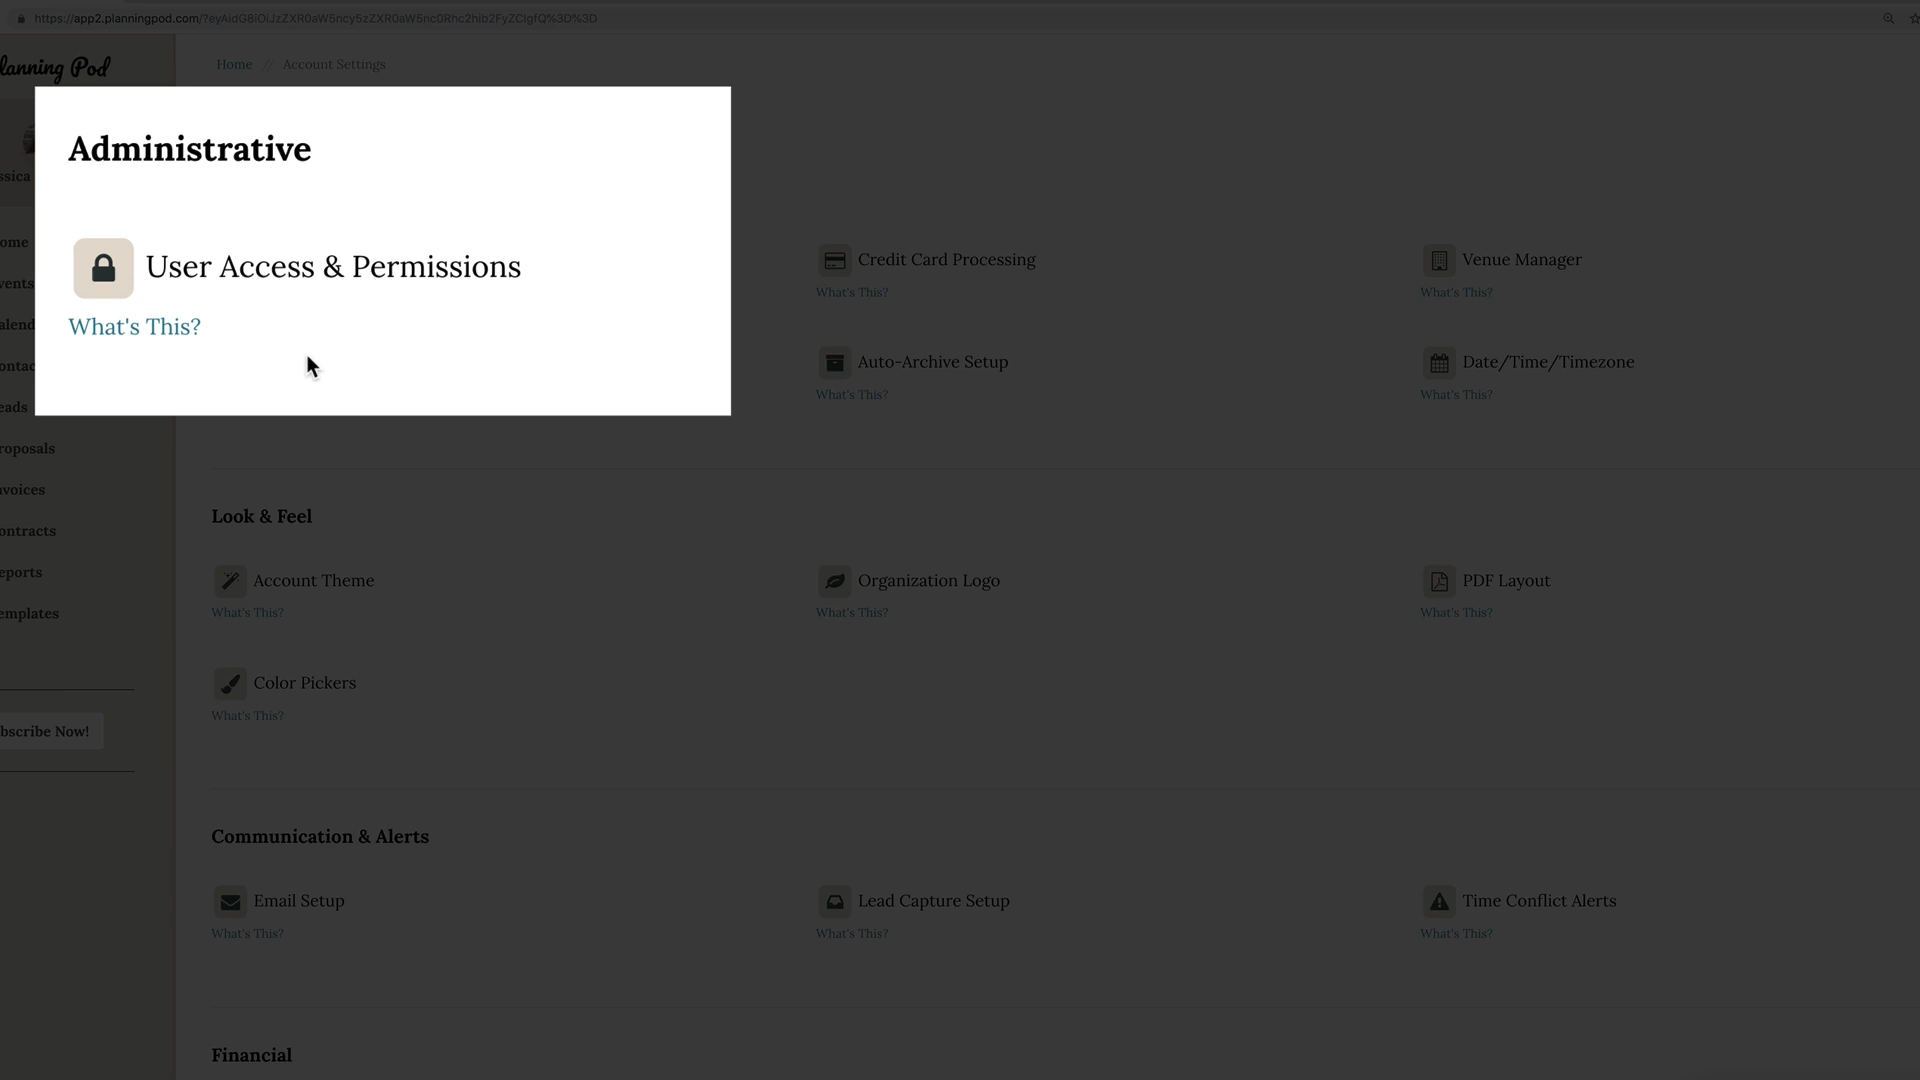 https://app2.planningpod.com/?eyAidG8iOiJzZXR0aW5ncy5zZXR0aW5nc0Rhc2hib2FyZCIgfQ%3D%3D
lanning Pod
Home // Account Settings
Administrative
ssica
User Access & Permissions
What's This?
Credit Card Processing
What's This?
Venue Manager
What's This?
Auto-Archive Setup
What's This?
Date/Time/Timezone
What's This?
ome
vents
alend
ontac
eads
roposals
nvoices
ontracts
eports
emplates
bscribe Now!
Look & Feel
Account Theme
What's This?
Organization Logo
What's This?
PDF Layout
What's This?
Color Pickers
What's This?
Communication & Alerts
Email Setup
What's This?
Lead Capture Setup
What's This?
Time Conflict Alerts
What's This?
Financial